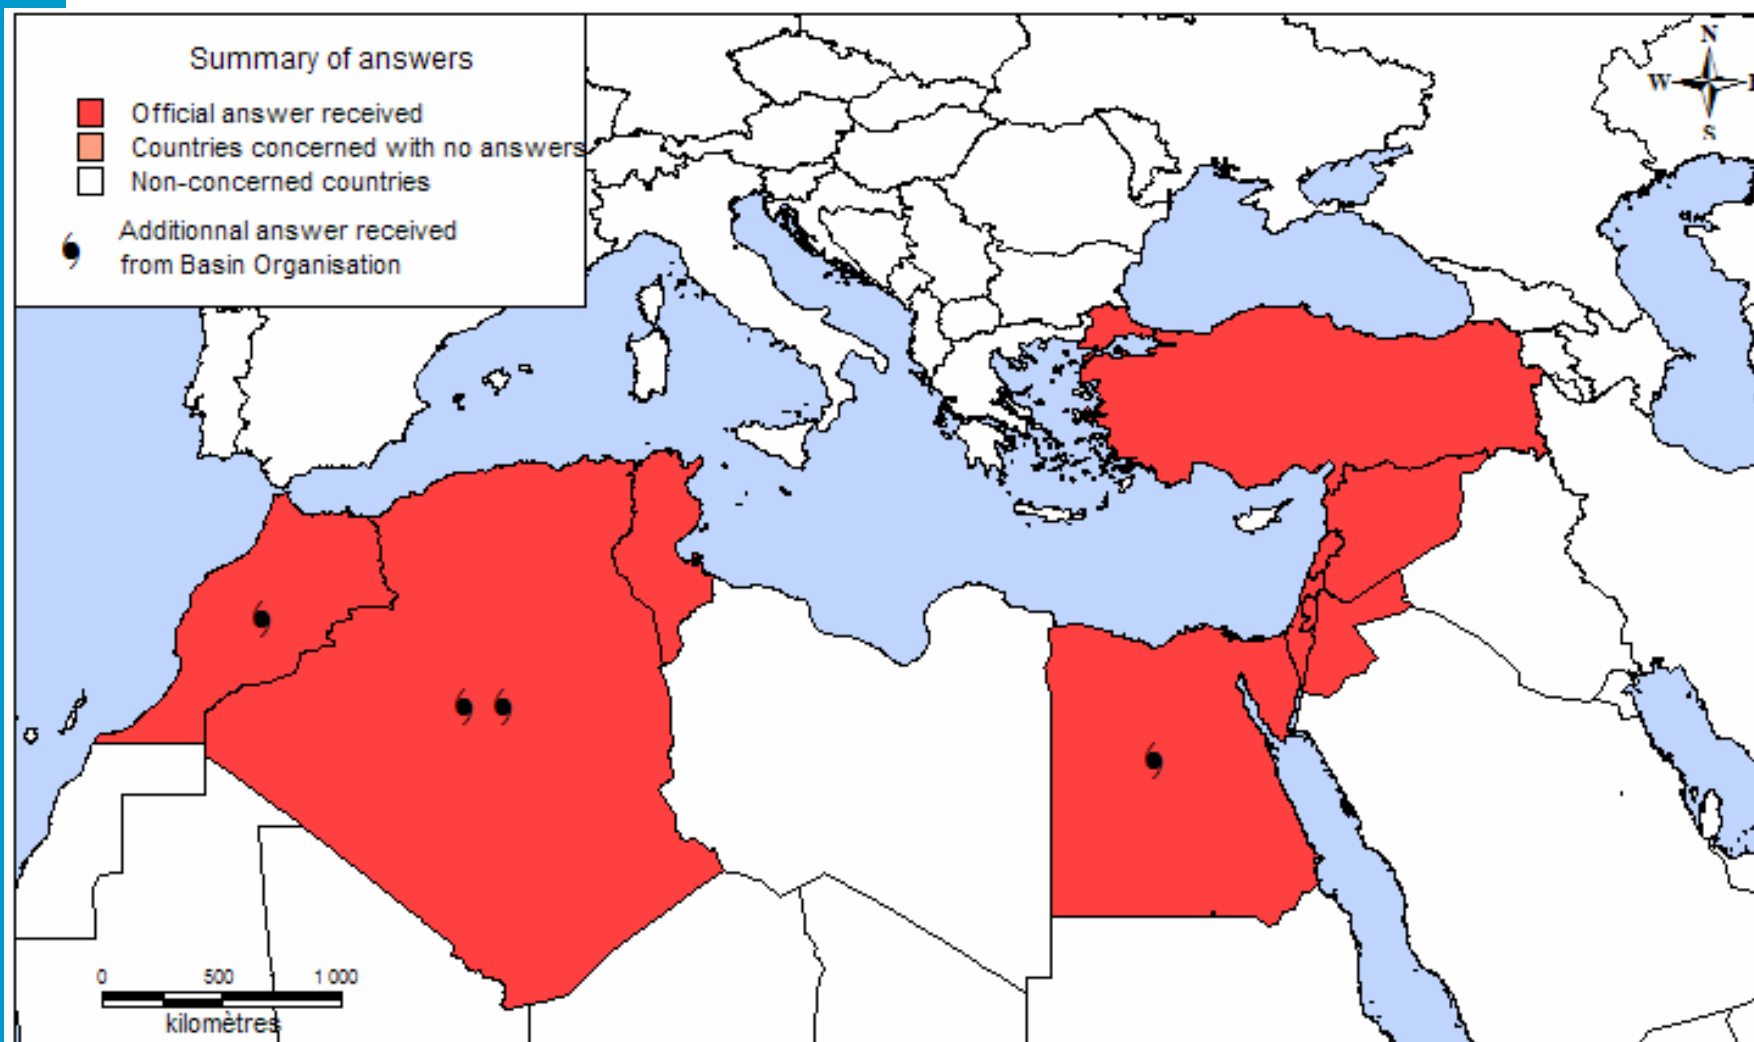 Summary of answers
Official answer received
Countries concerned with no answers
Non-concerned countries
Additionnal answer received
from Basin Organisation
N
W
S
0 500 1 000
kilomètres